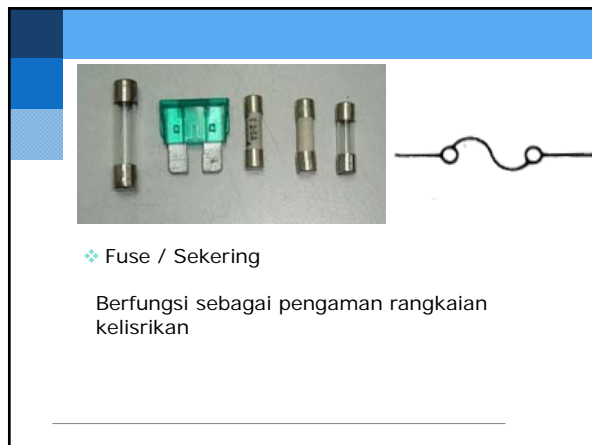 Fuse / Sekering
Berfungsi sebagai pengaman rangkaian
kelisrikan